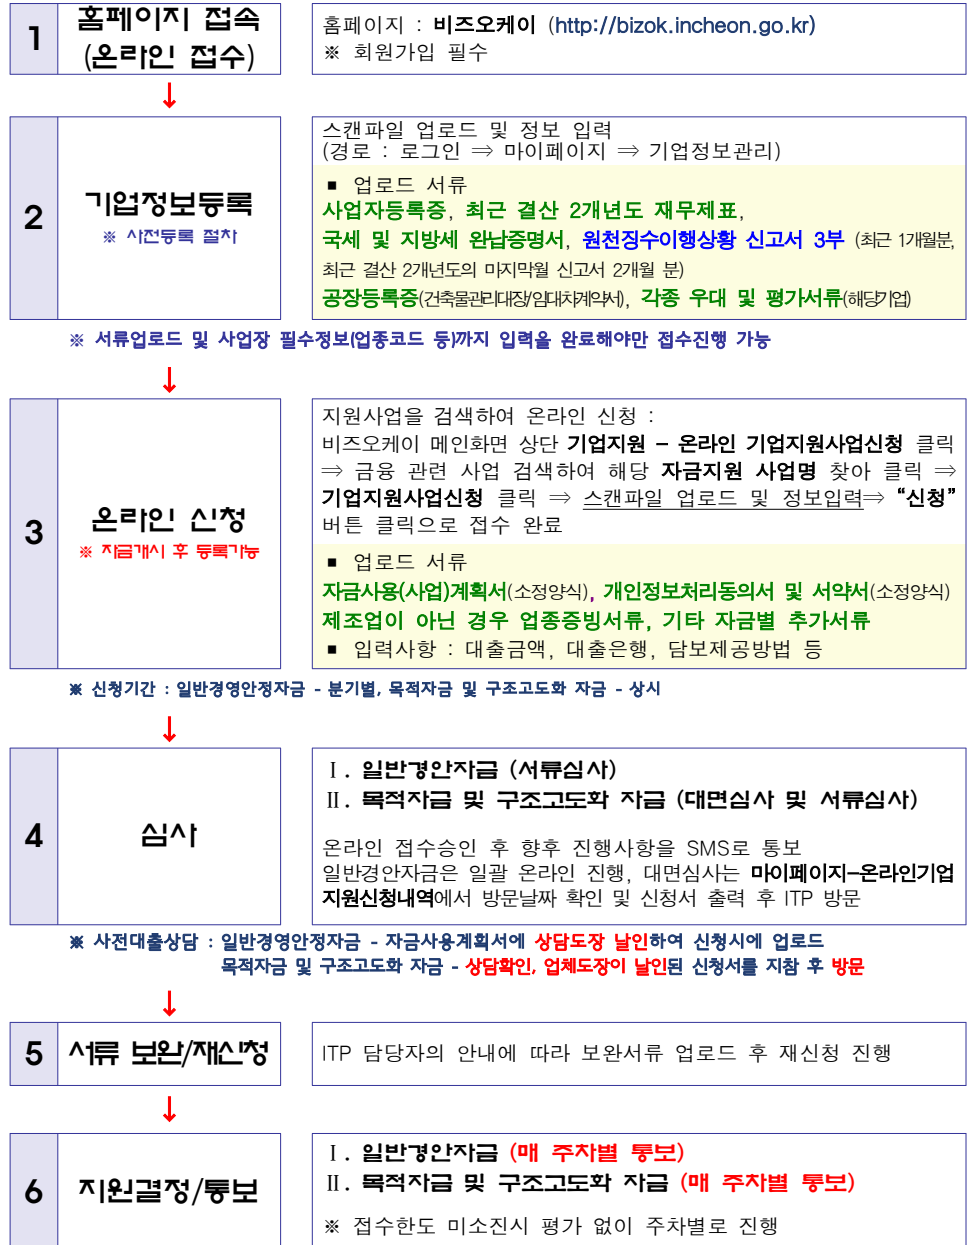 1
홈페이지 접속
(온라인 접수)
홈페이지 : 비즈오케이 (http://bizok.incheon.go.kr)
※ 회원가입 필수
↓
2
기업정보등록
※ 사전등록 절차
스캔파일 업로드 및 정보 입력
(경로 : 로그인 ⇒ 마이페이지 ⇒ 기업정보관리)
▪ 업로드 서류
사업자등록증, 최근 결산 2개년도 재무제표,
국세 및 지방세 완납증명서, 원천징수이행상황 신고서 3부 (최근 1개월분,
최근 결산 2개년도의 마지막월 신고서 2개월 분)
공장등록증(건축물관리대장/임대차계약서), 각종 우대 및 평가서류(해당기업)
※ 서류업로드 및 사업장 필수정보(업종코드 등)까지 입력을 완료해야만 접수진행 가능
↓
3
온라인 신청
※ 자금개시 후 등록가능
지원사업을 검색하여 온라인 신청 :
비즈오케이 메인화면 상단 기업지원 – 온라인 기업지원사업신청 클릭
⇒ 금융 관련 사업 검색하여 해당 자금지원 사업명 찾아 클릭 ⇒
기업지원사업신청 클릭 ⇒ 스캔파일 업로드 및 정보입력⇒ “신청”
버튼 클릭으로 접수 완료
▪ 업로드 서류
자금사용(사업)계획서(소정양식), 개인정보처리동의서 및 서약서(소정양식)
제조업이 아닌 경우 업종증빙서류, 기타 자금별 추가서류
▪ 입력사항 : 대출금액, 대출은행, 담보제공방법 등
※ 신청기간 : 일반경영안정자금 - 분기별, 목적자금 및 구조고도화 자금 - 상시
↓
4
심사
Ⅰ. 일반경안자금 (서류심사)
Ⅱ. 목적자금 및 구조고도화 자금 (대면심사 및 서류심사)
온라인 접수승인 후 향후 진행사항을 SMS로 통보
일반경안자금은 일괄 온라인 진행, 대면심사는 마이페이지–온라인기업
지원신청내역에서 방문날짜 확인 및 신청서 출력 후 ITP 방문
※ 사전대출상담 : 일반경영안정자금 - 자금사용계획서에 상담도장 날인하여 신청시에 업로드
목적자금 및 구조고도화 자금 - 상담확인, 업체도장이 날인된 신청서를 지참 후 방문
↓
5
서류 보완/재신청
ITP 담당자의 안내에 따라 보완서류 업로드 후 재신청 진행
↓
6
지원결정/통보
Ⅰ. 일반경안자금 (매 주차별 통보)
Ⅱ. 목적자금 및 구조고도화 자금 (매 주차별 통보)
※ 접수한도 미소진시 평가 없이 주차별로 진행